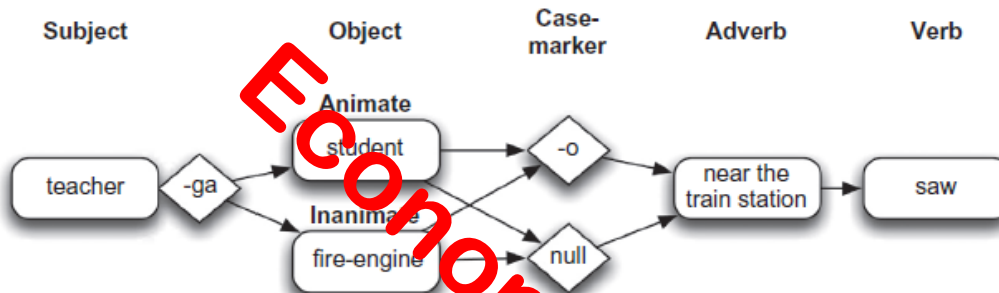 Subject Object Case-marker Adverb Verb
Animate
student -o
teacher -ga near the train station saw
Inanimate
fire-engine null
Econo